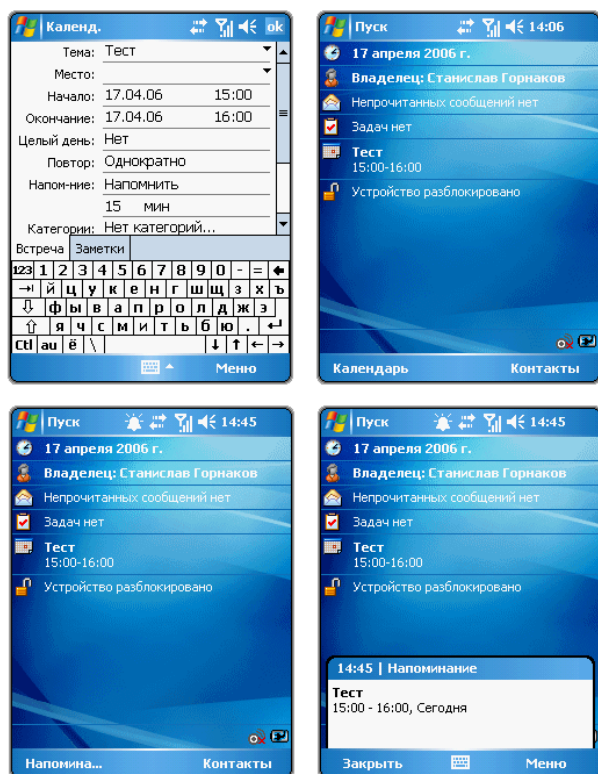 Календ. ok
Тема: Тест
Место:
Начало: 17.04.06 15:00
Окончание: 17.04.06 16:00
Целый день: Нет
Повтор: Однократно
Напом-ние: Напомнить
15 мин
Категории: Нет категорий...
Встреча Заметки
123 1 2 3 4 5 6 7 8 9 0 - =
й ц у к е н г ш щ з х ъ
ф ы в а п р о л д ж э
я ч с м и т ь б ю .
Ctl au ё \
Меню
Пуск 14:06
17 апреля 2006 г.
Владелец: Станислав Горнаков
Непрочитанных сообщений нет
Задач нет
Тест
15:00-16:00
Устройство разблокировано
Календарь Контакты
Пуск 14:45
17 апреля 2006 г.
Владелец: Станислав Горнаков
Непрочитанных сообщений нет
Задач нет
Тест
15:00-16:00
Устройство разблокировано
Напомина... Контакты
Пуск 14:45
17 апреля 2006 г.
Владелец: Станислав Горнаков
Непрочитанных сообщений нет
Задач нет
Тест
15:00-16:00
Устройство разблокировано
14:45 | Напоминание
Тест
15:00 - 16:00, Сегодня
Закрыть Меню